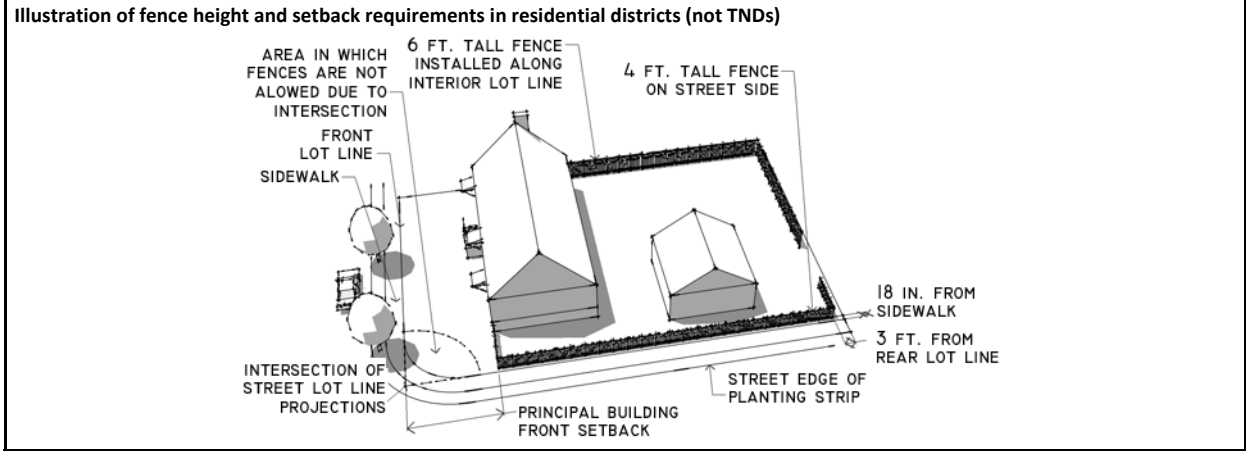 Illustration of fence height and setback requirements in residential districts (not TNDs)
AREA IN WHICH
FENCES ARE NOT
ALOWED DUE TO
INTERSECTION
6 FT. TALL FENCE
INSTALLED ALONG
INTERIOR LOT LINE
4 FT. TALL FENCE
ON STREET SIDE
FRONT
LOT LINE
SIDEWALK
18 IN. FROM
SIDEWALK
3 FT. FROM
REAR LOT LINE
INTERSECTION OF
STREET LOT LINE
PROJECTIONS
STREET EDGE OF
PLANTING STRIP
PRINCIPAL BUILDING
FRONT SETBACK